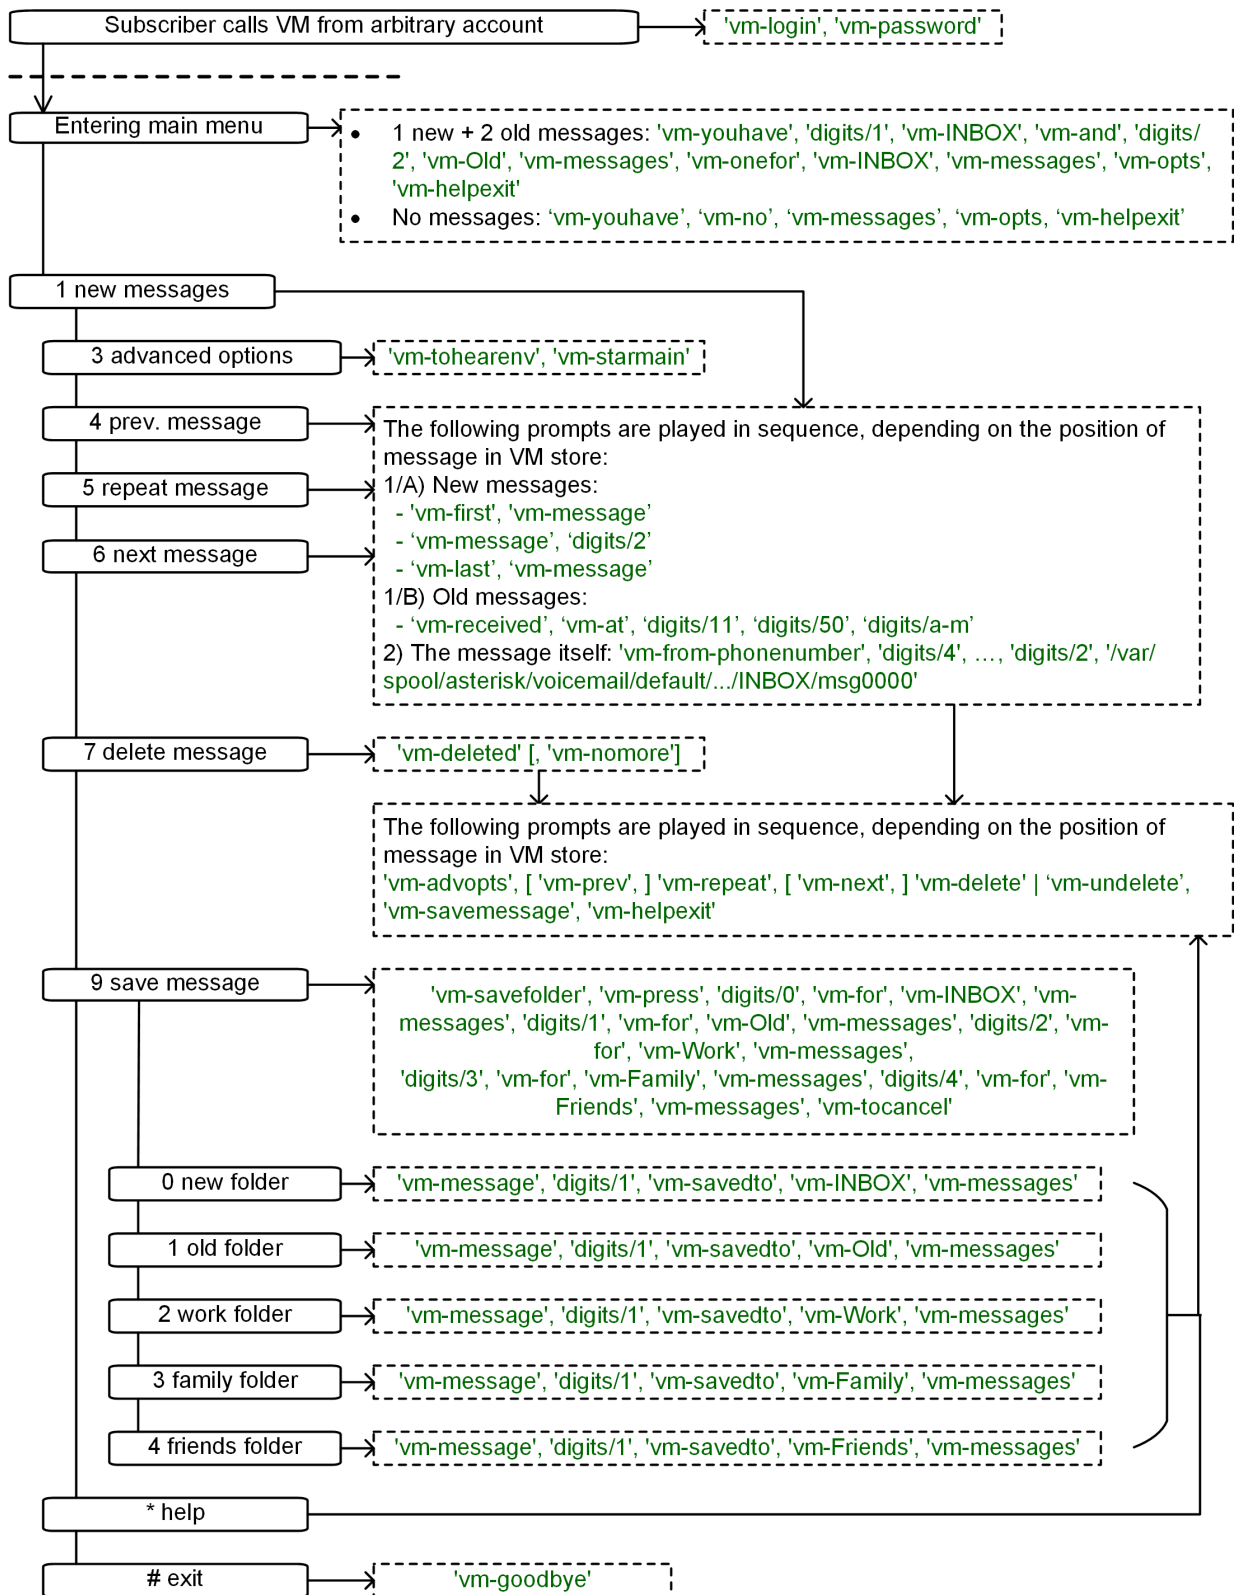 Subscriber calls VM from arbitrary account
'vm-login', 'vm-password'
Entering main menu
• 1 new + 2 old messages: 'vm-youhave', 'digits/1', 'vm-INBOX', 'vm-and', 'digits/
2', 'vm-Old', 'vm-messages', 'vm-onefor', 'vm-INBOX', 'vm-messages', 'vm-opts',
'vm-helpexit'
• No messages: ‘vm-youhave’, ‘vm-no’, ‘vm-messages’, ‘vm-opts, ‘vm-helpexit’
1 new messages
3 advanced options
'vm-tohearenv', 'vm-starmain'
4 prev. message
5 repeat message
6 next message
The following prompts are played in sequence, depending on the position of
message in VM store:
1/A) New messages:
- 'vm-first', 'vm-message’
- ‘vm-message’, ‘digits/2’
- ‘vm-last’, ‘vm-message’
1/B) Old messages:
- ‘vm-received’, ‘vm-at’, ‘digits/11’, ‘digits/50’, ‘digits/a-m’
2) The message itself: 'vm-from-phonenumber', 'digits/4', …, 'digits/2', '/var/
spool/asterisk/voicemail/default/.../INBOX/msg0000'
7 delete message
'vm-deleted' [, 'vm-nomore']
The following prompts are played in sequence, depending on the position of
message in VM store:
'vm-advopts', [ 'vm-prev', ] 'vm-repeat', [ 'vm-next', ] 'vm-delete' | ‘vm-undelete’,
'vm-savemessage', 'vm-helpexit'
9 save message
'vm-savefolder', 'vm-press', 'digits/0', 'vm-for', 'vm-INBOX', 'vm-
messages', 'digits/1', 'vm-for', 'vm-Old', 'vm-messages', 'digits/2', 'vm-
for', 'vm-Work', 'vm-messages',
'digits/3', 'vm-for', 'vm-Family', 'vm-messages', 'digits/4', 'vm-for', 'vm-
Friends', 'vm-messages', 'vm-tocancel'
0 new folder
'vm-message', 'digits/1', 'vm-savedto', 'vm-INBOX', 'vm-messages'
1 old folder
'vm-message', 'digits/1', 'vm-savedto', 'vm-Old', 'vm-messages'
2 work folder
'vm-message', 'digits/1', 'vm-savedto', 'vm-Work', 'vm-messages'
3 family folder
'vm-message', 'digits/1', 'vm-savedto', 'vm-Family', 'vm-messages'
4 friends folder
'vm-message', 'digits/1', 'vm-savedto', 'vm-Friends', 'vm-messages'
* help
# exit
'vm-goodbye'